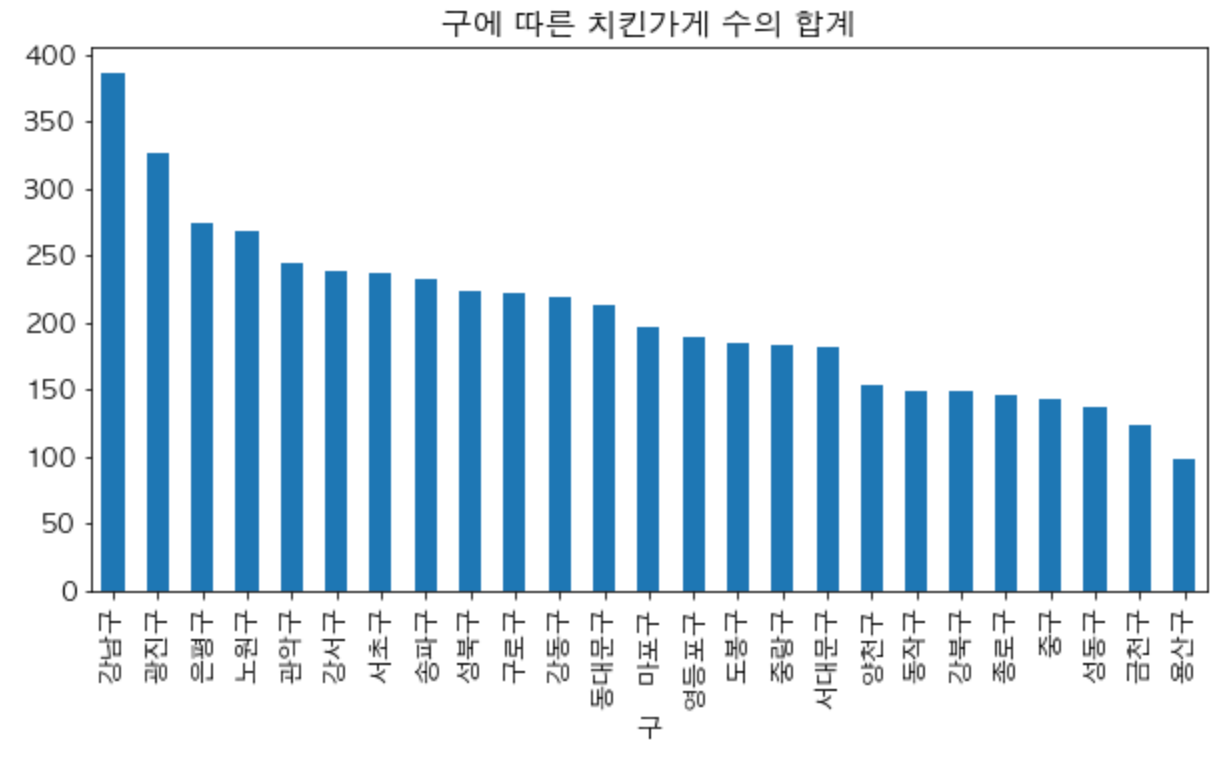 구에 따른 치킨가게 수의 합계
400
350
300
250
200
150
100
50
0
강남구
광진구
은평구
노원구
관악구
강서구
서초구
송파구
성북구
구로구
강동구
동대문구
마포구
영등포구
도봉구
중랑구
서대문구
양천구
동작구
강북구
종로구
중구
성동구
금천구
용산구
구